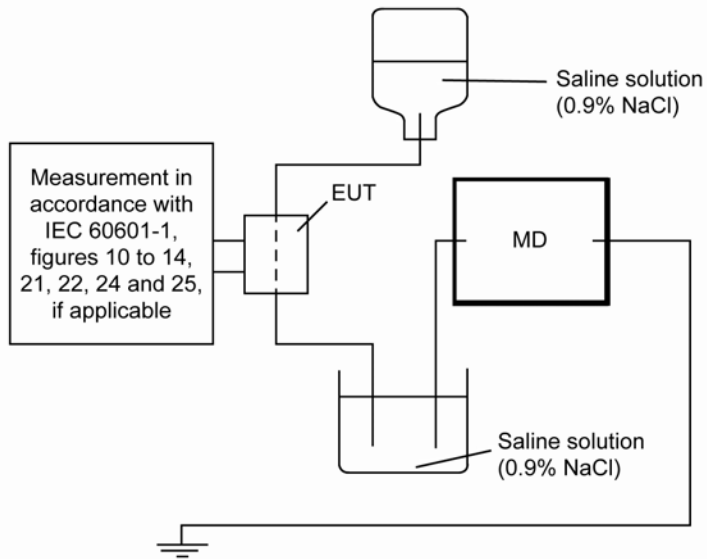 Saline solution
(0.9% NaCl)
Measurement in
accordance with
IEC 60601-1,
figures 10 to 14,
21, 22, 24 and 25,
if applicable
EUT
MD
Saline solution
(0.9% NaCl)